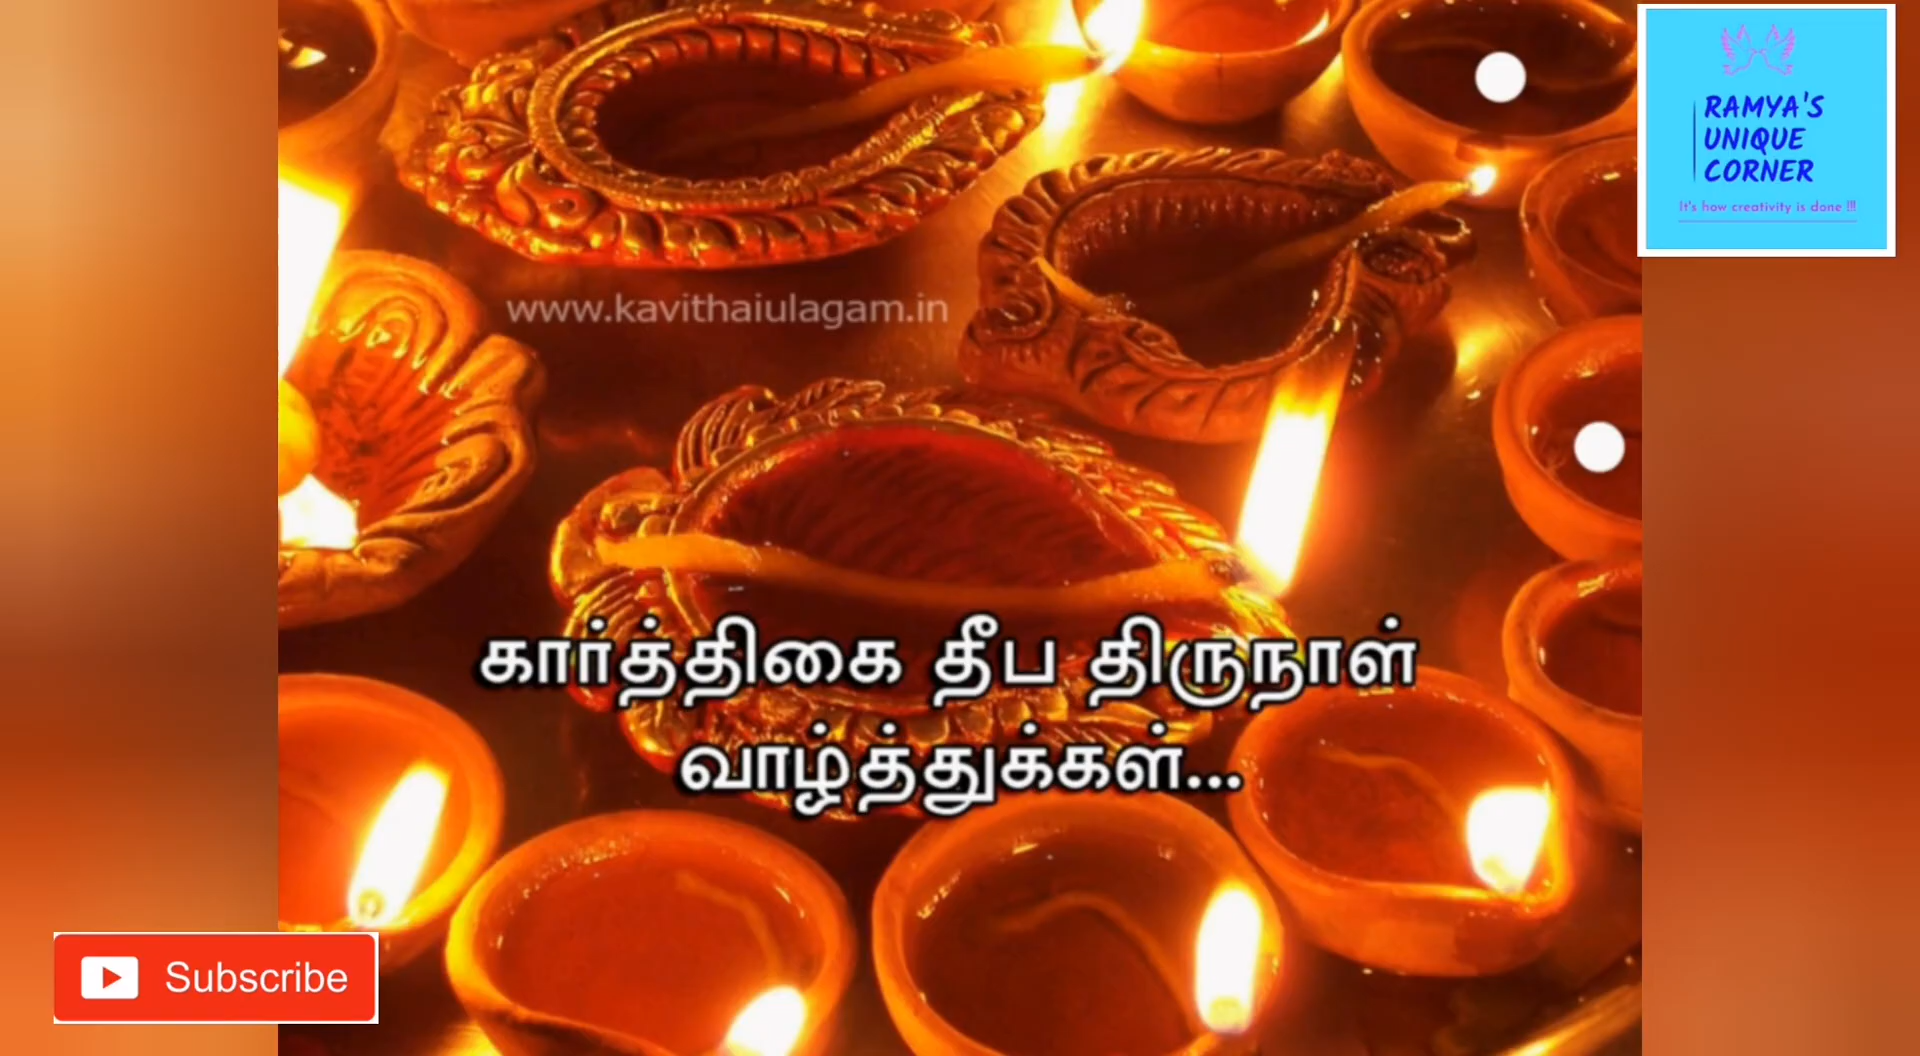 RAMYA'S
UNIQUE
CORNER
It's how creativity is done !!!
www.kavithaiulagam.in
கார்த்திகை தீப திருநாள்
வாழ்த்துக்கள்...
Subscribe